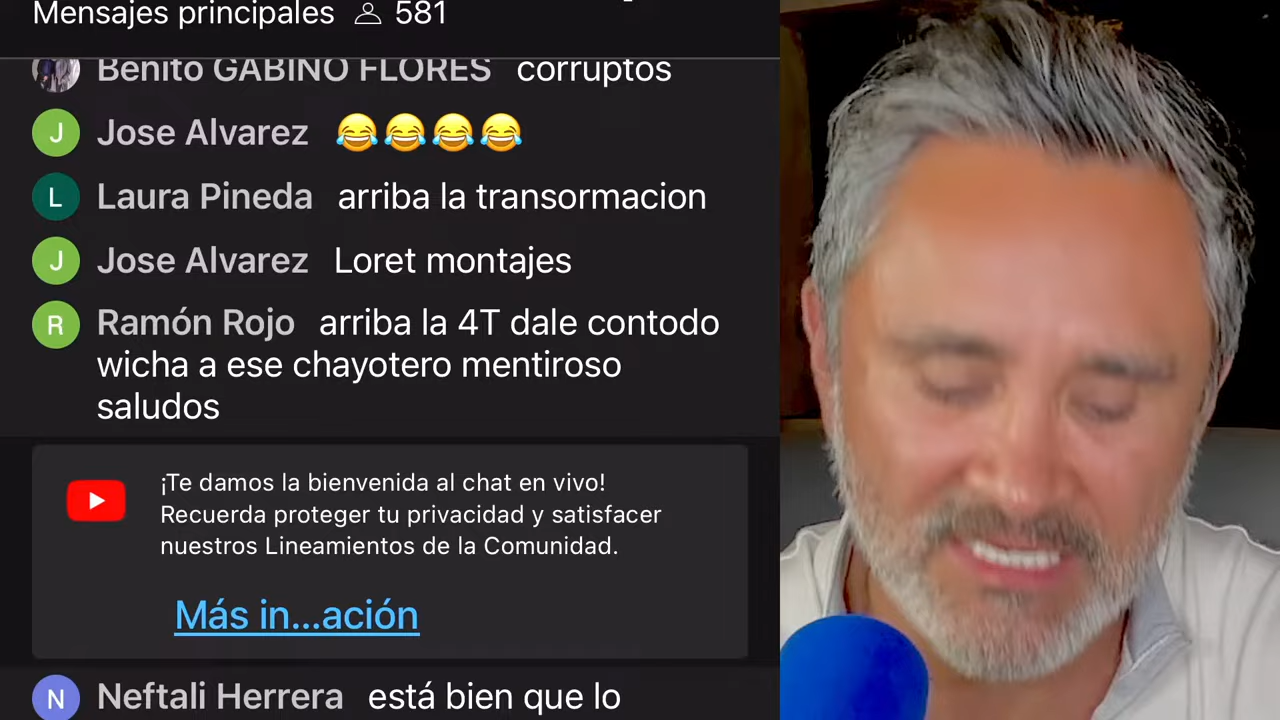 Mensajes principales 581
Benito GABINO FLORES corruptos
J Jose Alvarez 😂😂😂😂
L Laura Pineda arriba la transormacion
J Jose Alvarez Loret montajes
R Ramón Rojo arriba la 4T dale contodo
wicha a ese chayotero mentiroso
saludos
¡Te damos la bienvenida al chat en vivo!
Recuerda proteger tu privacidad y satisfacer
nuestros Lineamientos de la Comunidad.
Más in...ación
N Neftali Herrera está bien que lo